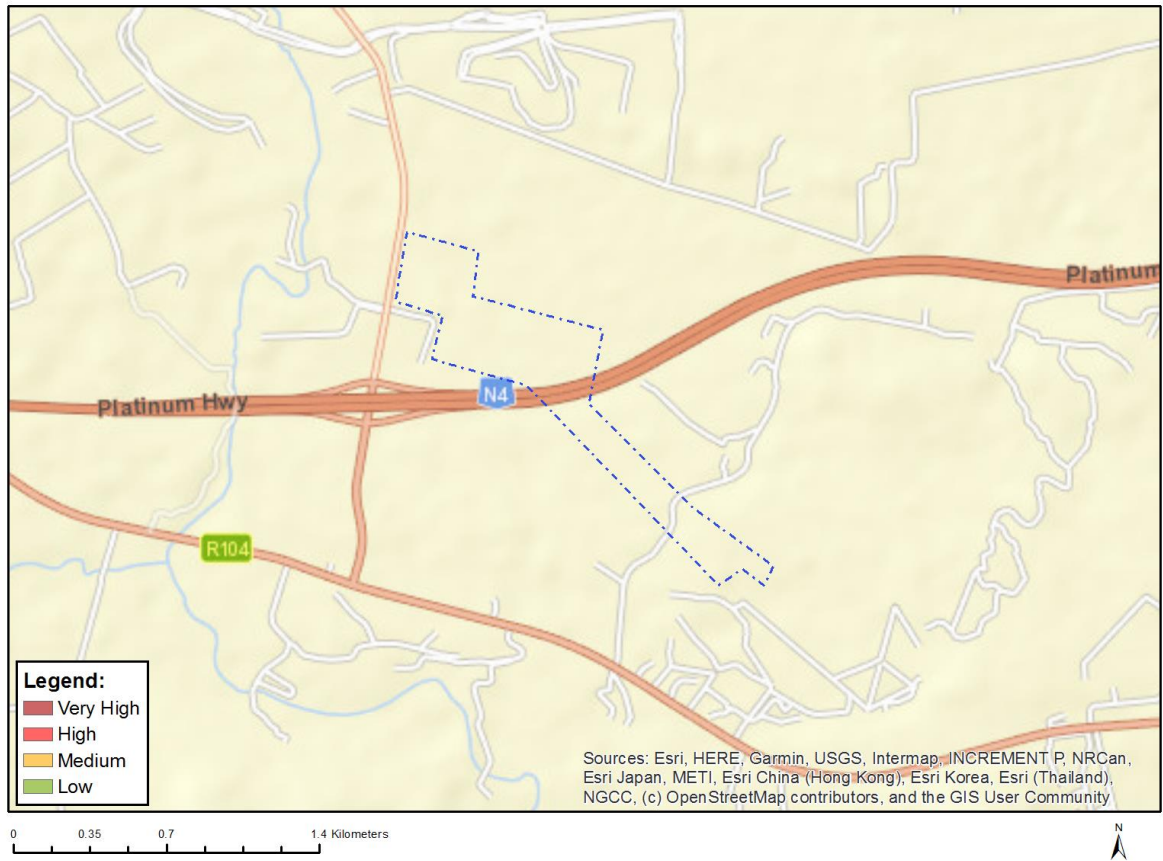 Platinum
Platinum Hwy
N4
R104
Legend:
Very High
High
Medium
Low
Sources: Esri, HERE, Garmin, USGS, Intermap, INCREMENT P, NRCan,
Esri Japan, METI, Esri China (Hong Kong), Esri Korea, Esri (Thailand),
NGCC, (c) OpenStreetMap contributors, and the GIS User Community
0 0.35 0.7 1.4 Kilometers
N